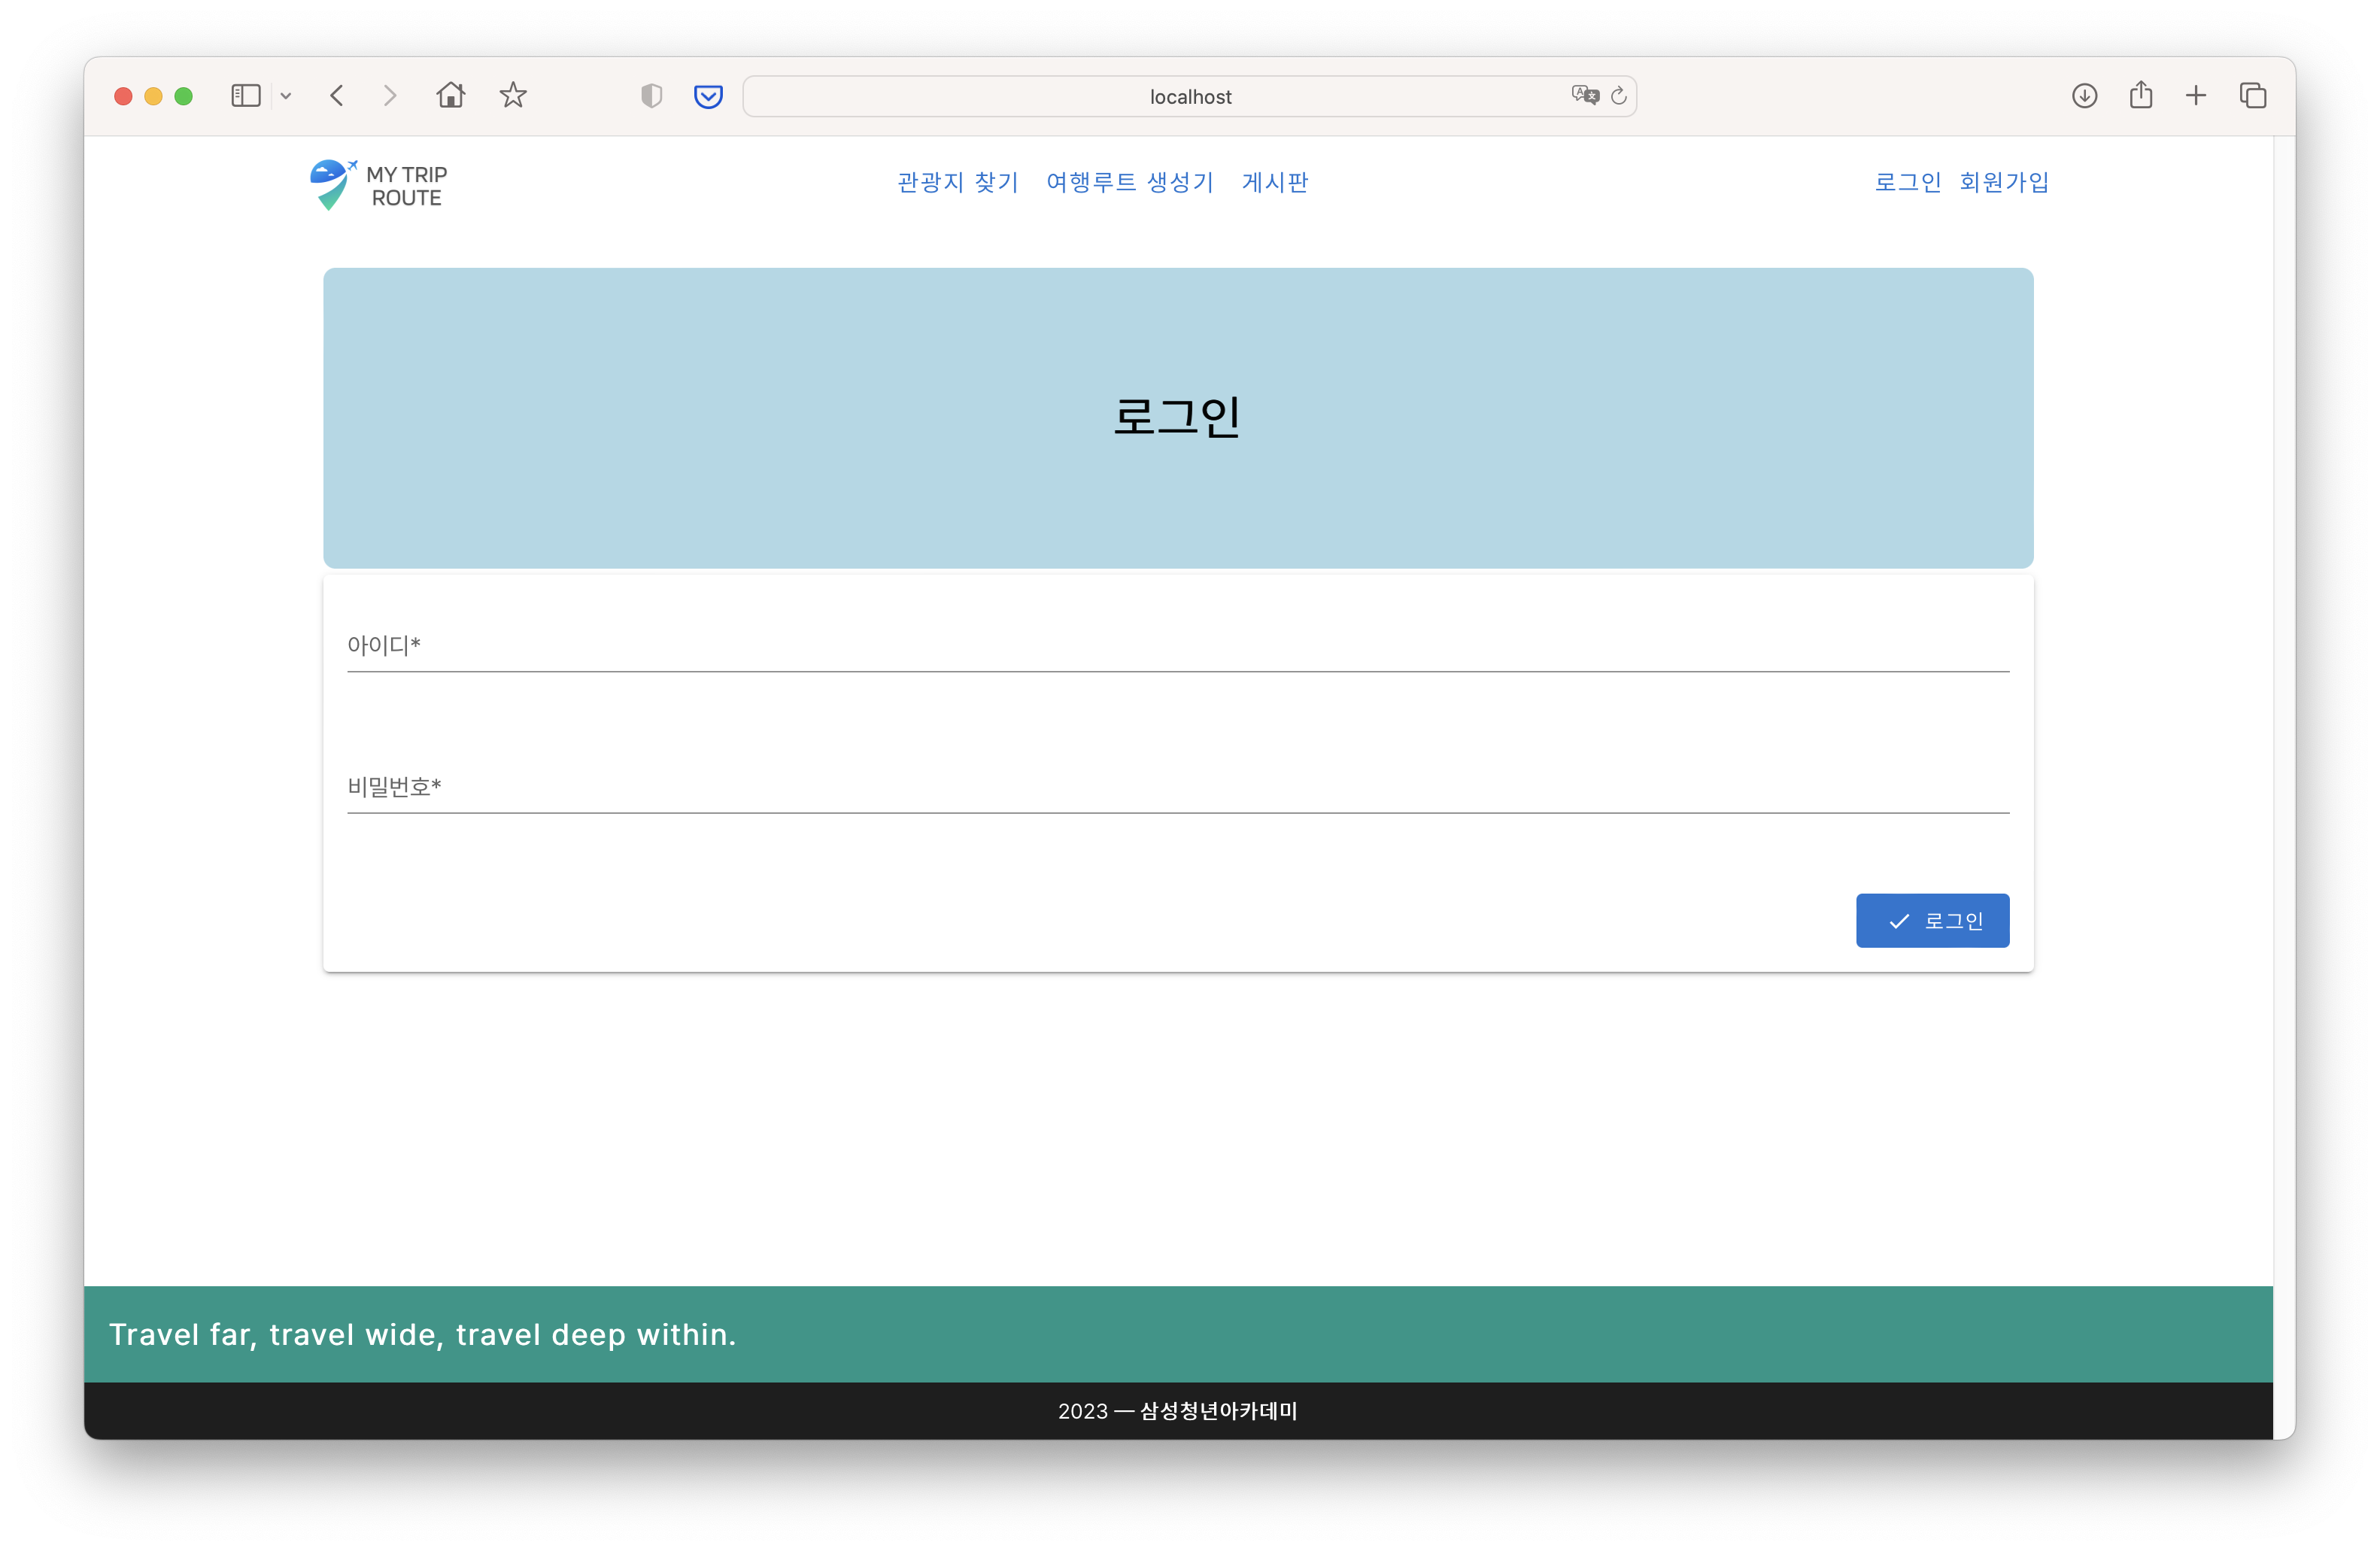 localhost
MY TRIP
ROUTE
관광지 찾기 여행루트 생성기 게시판
로그인 회원가입
로그인
아이디*
비밀번호*
로그인
Travel far, travel wide, travel deep within.
2023 — 삼성청년아카데미